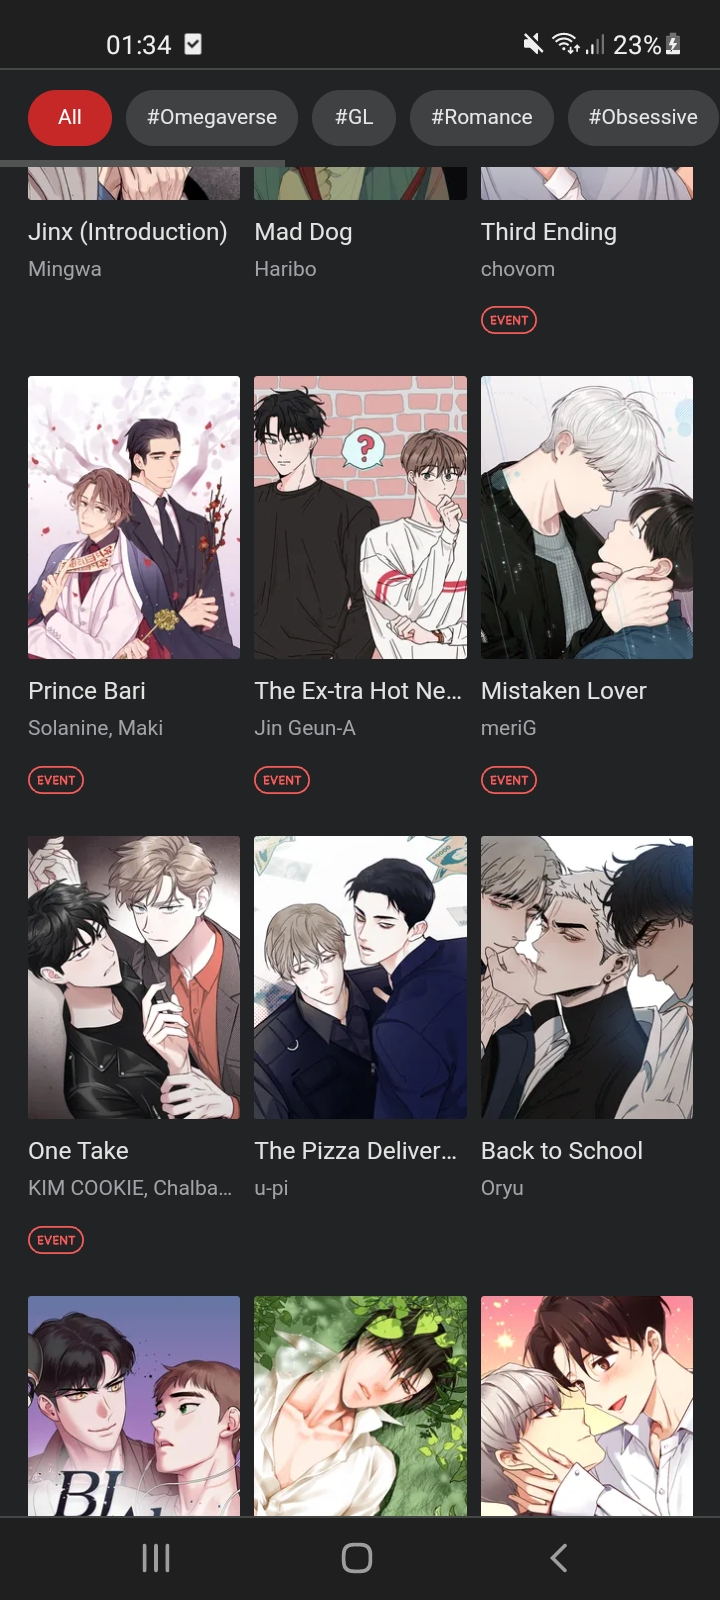 01:34 23%
All #Omegaverse #GL #Romance #Obsessive
Jinx (Introduction) Mad Dog Third Ending
Mingwa Haribo chovom
EVENT
?
Prince Bari The Ex-tra Hot Ne... Mistaken Lover
Solanine, Maki Jin Geun-A meriG
EVENT EVENT EVENT
One Take The Pizza Deliver... Back to School
KIM COOKIE, Chalba... u-pi Oryu
EVENT